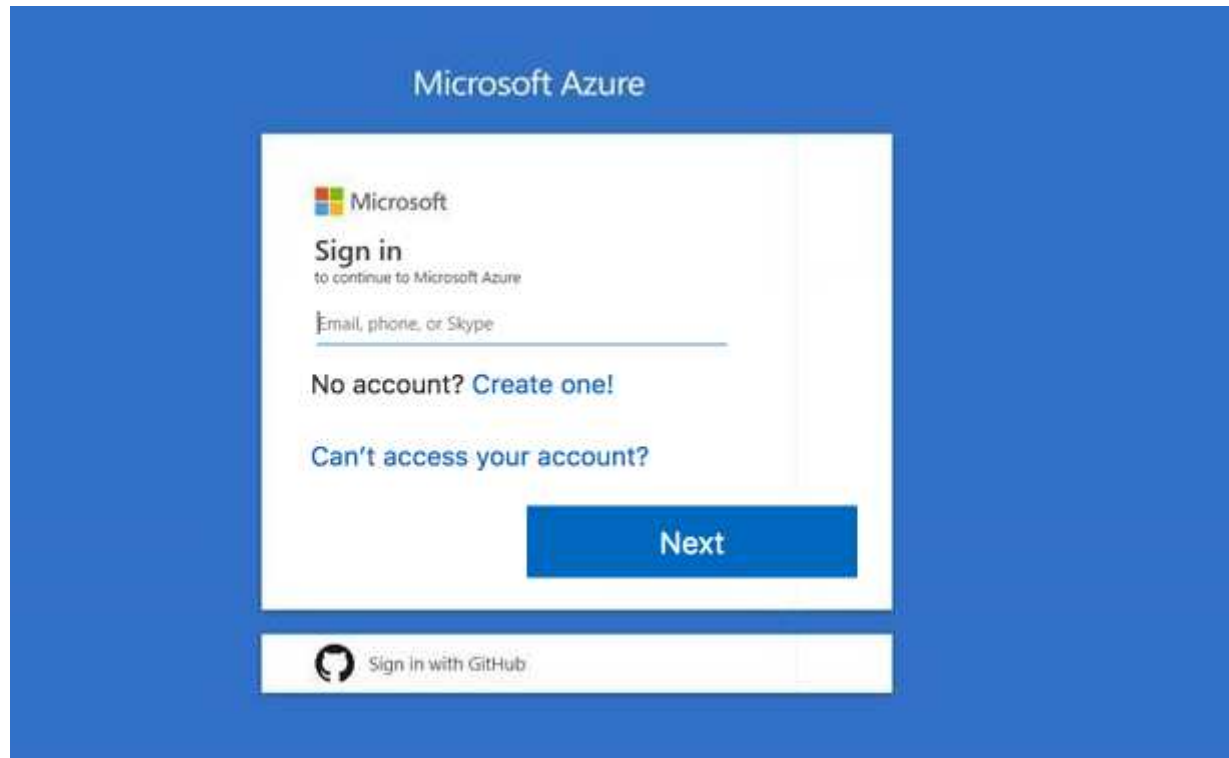 Microsoft Azure
Microsoft
Sign in
to continue to Microsoft Azure
Email, phone, or Skype
No account? Create one!
Can't access your account?
Next
Sign in with GitHub